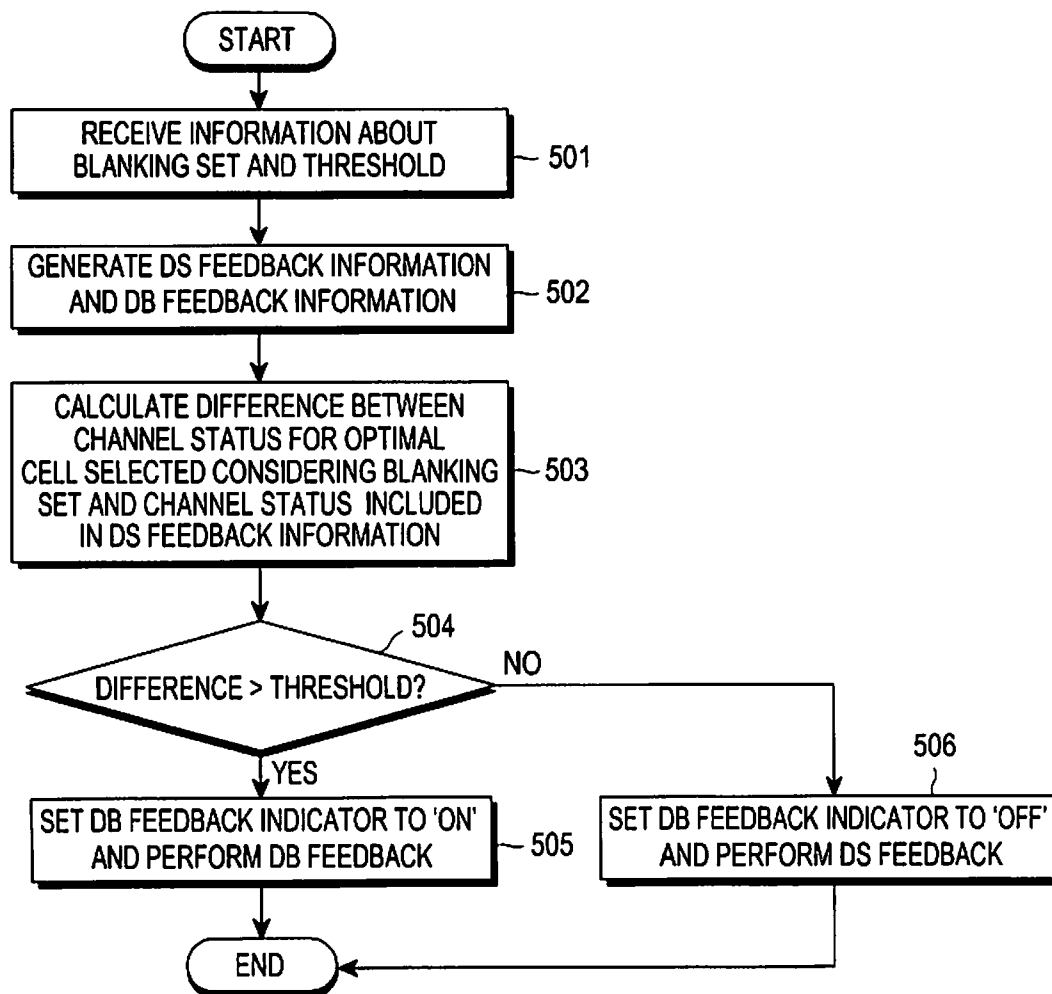 START
RECEIVE INFORMATION ABOUT
BLANKING SET AND THRESHOLD
501
GENERATE DS FEEDBACK INFORMATION
AND DB FEEDBACK INFORMATION
502
CALCULATE DIFFERENCE BETWEEN
CHANNEL STATUS FOR OPTIMAL
CELL SELECTED CONSIDERING BLANKING
SET AND CHANNEL STATUS INCLUDED
IN DS FEEDBACK INFORMATION
503
504
DIFFERENCE > THRESHOLD?
NO
YES
SET DB FEEDBACK INDICATOR TO 'ON'
AND PERFORM DB FEEDBACK
505
506
SET DB FEEDBACK INDICATOR TO 'OFF'
AND PERFORM DS FEEDBACK
END